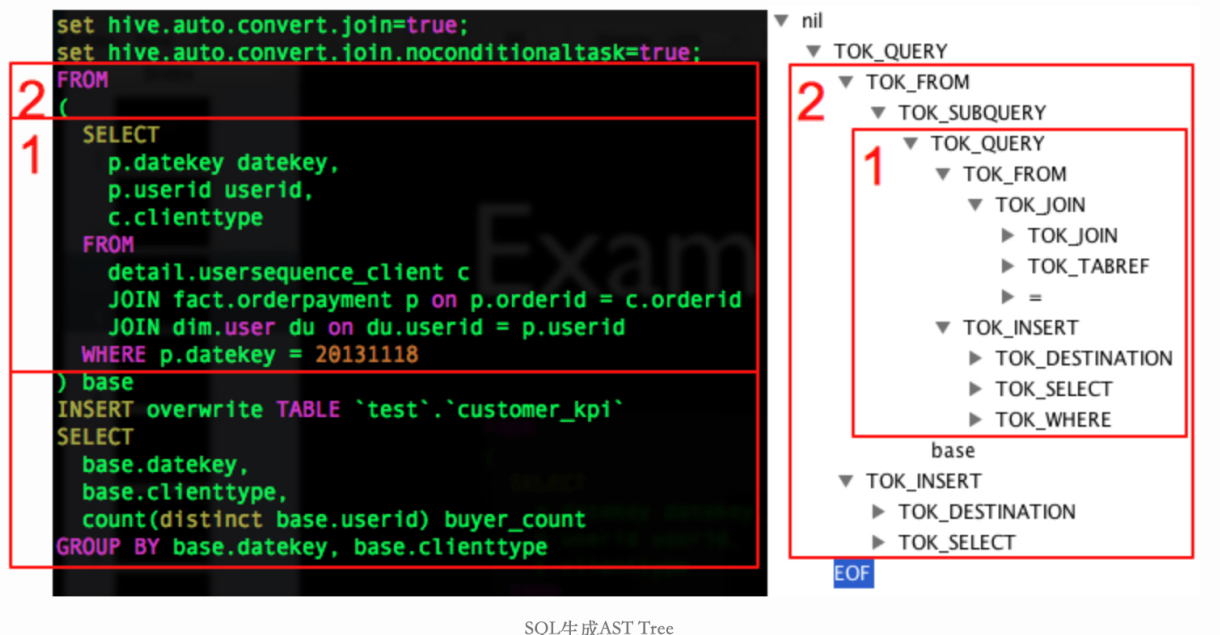 set hive.auto.convert.join=true;
set hive.auto.convert.join.noconditionaltask=true;
2
FROM
(
1
SELECT
p.datekey datekey,
p.userid userid,
c.clienttype
FROM
detail.usersequence_client c
JOIN fact.orderpayment p on p.orderid = c.orderid
JOIN dim.user du on du.userid = p.userid
WHERE p.datekey = 20131118
) base
INSERT overwrite TABLE `test`.`customer_kpi`
SELECT
base.datekey,
base.clienttype,
count(distinct base.userid) buyer_count
GROUP BY base.datekey, base.clienttype
Exam
nil
TOK_QUERY
2
TOK_FROM
TOK_SUBQUERY
1
TOK_QUERY
TOK_FROM
TOK_JOIN
TOK_JOIN
TOK_TABREF
=
TOK_INSERT
TOK_DESTINATION
TOK_SELECT
TOK_WHERE
base
TOK_INSERT
TOK_DESTINATION
TOK_SELECT
EOF
SQL生成AST Tree